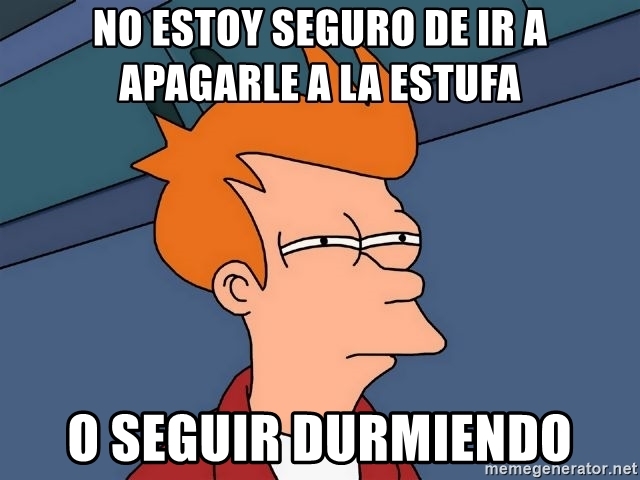 NO ESTOY SEGURO DE IR A
APAGARLE A LA ESTUFA
O SEGUIR DURMIENDO
memegenerator.net